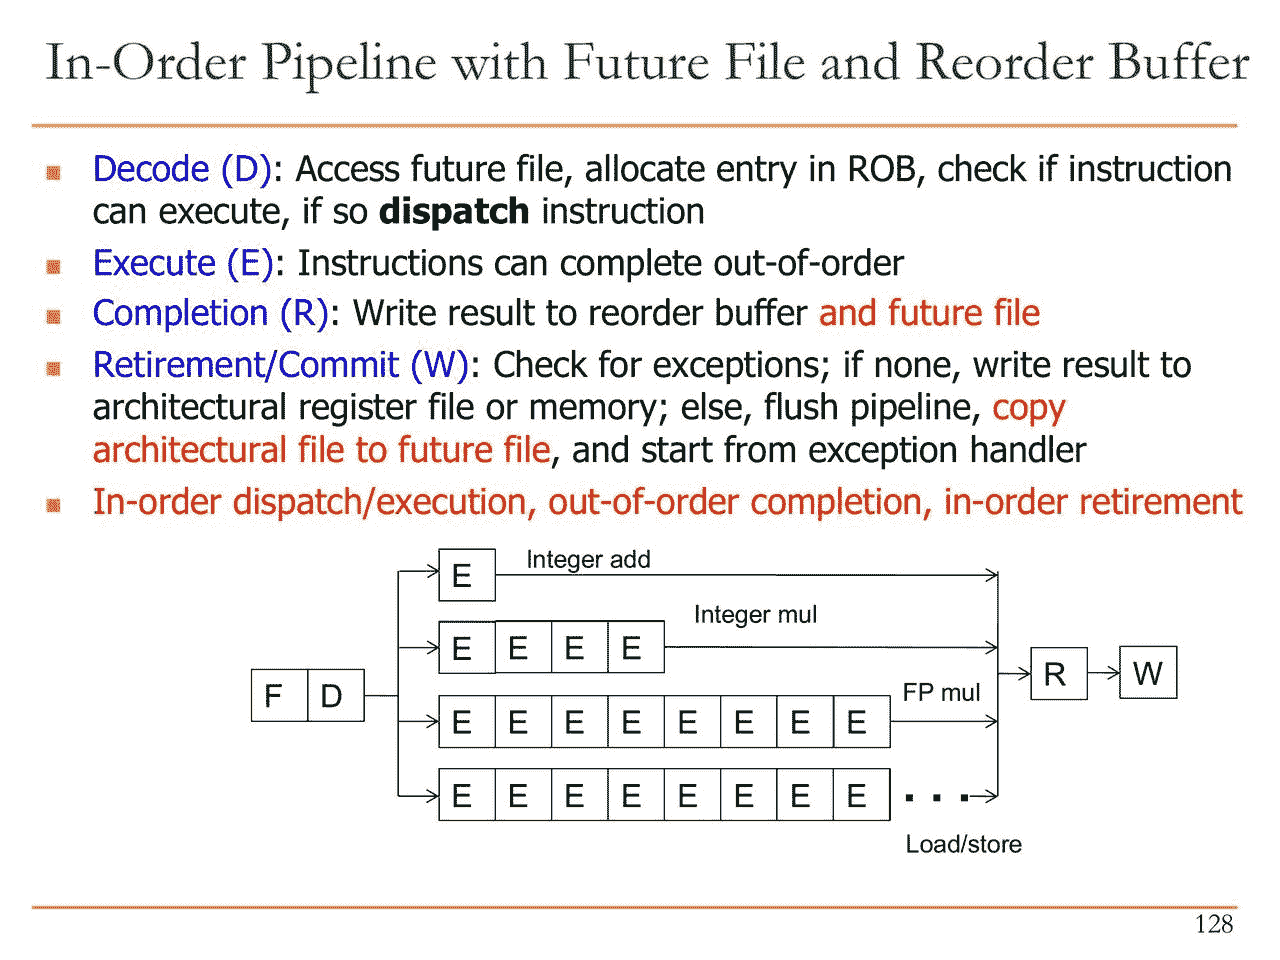 In-Order Pipeline with Future File and Reorder Buffer
Decode (D): Access future file, allocate entry in ROB, check if instruction
can execute, if so dispatch instruction
Execute (E): Instructions can complete out-of-order
Completion (R): Write result to reorder buffer and future file
Retirement/Commit (W): Check for exceptions; if none, write result to
architectural register file or memory; else, flush pipeline, copy
architectural file to future file, and start from exception handler
In-order dispatch/execution, out-of-order completion, in-order retirement
E Integer add
Integer mul
E E E E
F D
R W
FP mul
E E E E E E E E
E E E E E E E E . . .
Load/store
128